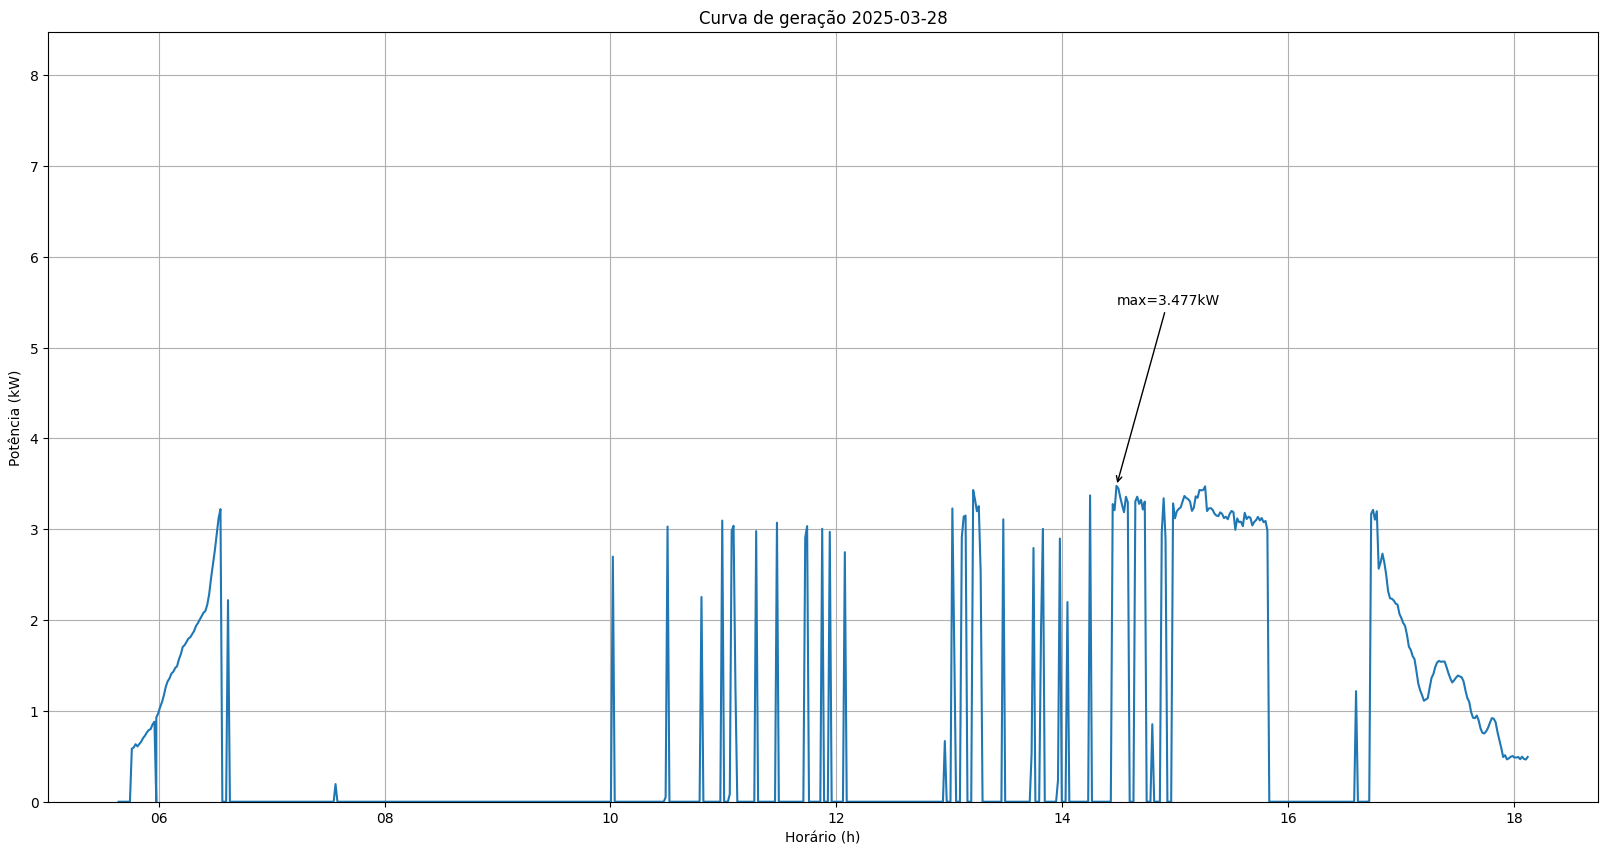 Curva de geração 2025-03-28
8
7
6
5
4
3
2
1
0
Potência (kW)
max=3.477kW
06 08 10 12 14 16 18
Horário (h)